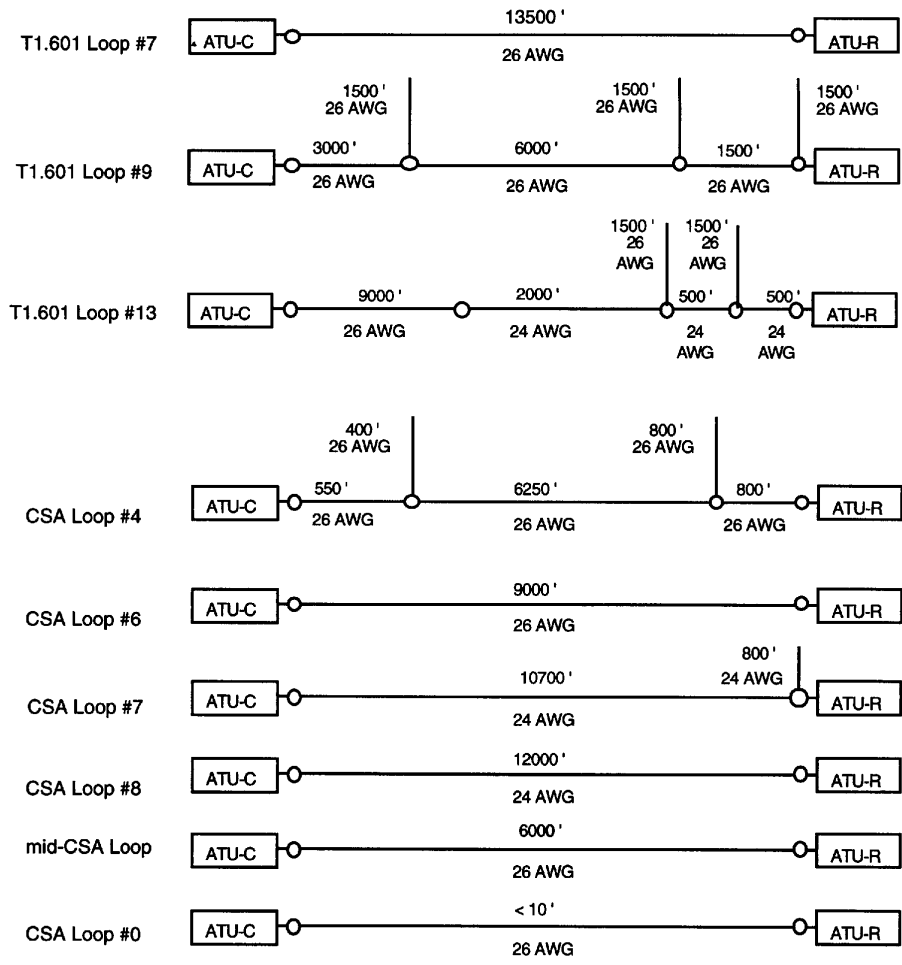 13500 '
T1.601 Loop #7 ATU-C ATU-R
26 AWG
1500 ' 1500 ' 1500 '
26 AWG 26 AWG 26 AWG
3000 ' 6000 ' 1500 '
T1.601 Loop #9 ATU-C ATU-R
26 AWG 26 AWG 26 AWG
1500 ' 1500 '
26 26
AWG AWG
9000 ' 2000 ' 500 ' 500 '
T1.601 Loop #13 ATU-C ATU-R
26 AWG 24 AWG 24 24
AWG AWG
400 ' 800 '
26 AWG 26 AWG
550 ' 6250 ' 800 '
ATU-C ATU-R
CSA Loop #4 26 AWG 26 AWG 26 AWG
9000 '
ATU-C ATU-R
CSA Loop #6 26 AWG
800 '
10700 ' 24 AWG
ATU-C ATU-R
CSA Loop #7 24 AWG
12000 '
ATU-C ATU-R
CSA Loop #8 24 AWG
6000 '
mid-CSA Loop ATU-C ATU-R
26 AWG
< 10 '
CSA Loop #0 ATU-C ATU-R
26 AWG